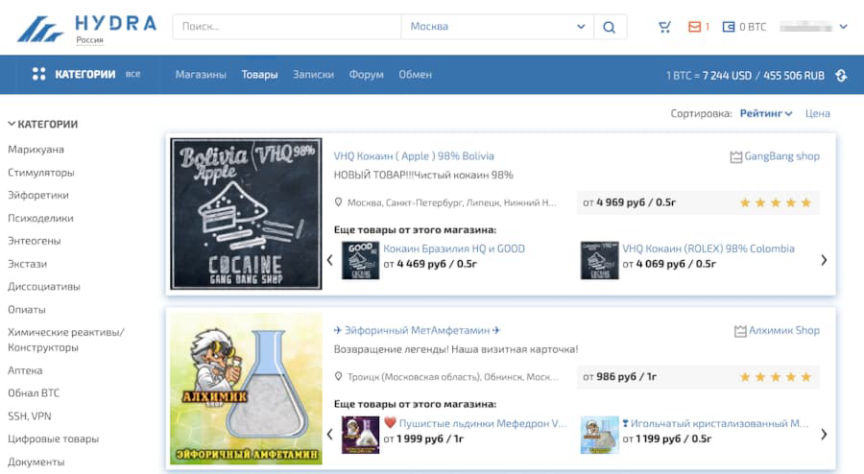 HYDRA
Россия
Поиск...
Москва
1
0 BTC
КАТЕГОРИИ все
Магазины Товары Записки Форум Обмен
1 BTC = 7 244 USD / 455 506 RUB
Сортировка: Рейтинг Цена
КАТЕГОРИИ
Марихуана
Стимуляторы
Эйфоретики
Психоделики
Энтеогены
Экстази
Диссоциативы
Опиаты
Химические реактивы/
Конструкторы
Аптека
Обнал BTC
SSH, VPN
Цифровые товары
Документы
Bolivia VHQ 98%
Apple
COCAINE
GANG BANG SHOP
VHQ Кокаин ( Apple ) 98% Bolivia
GangBang shop
НОВЫЙ ТОВАР!!!Чистый кокаин 98%
Москва, Санкт-Петербург, Липецк, Нижний Н...
от 4 969 руб / 0.5г
Еще товары от этого магазина:
GOOD
Кокаин Бразилия HQ и GOOD
от 4 469 руб / 0.5г
VHQ Кокаин (ROLEX) 98% Colombia
от 4 069 руб / 0.5г
АЛХИМИК
ЭЙФОРИЧНЫЙ АМФЕТАМИН
Эйфоричный МетАмфетамин
Алхимик Shop
Возвращение легенды! Наша визитная карточка!
Троицк (Московская область), Обнинск, Моск...
от 986 руб / 1г
Еще товары от этого магазина:
Пушистые льдинки Мефедрон V...
от 1 999 руб / 1г
Игольчатый кристализованный М...
от 1 199 руб / 0.5г